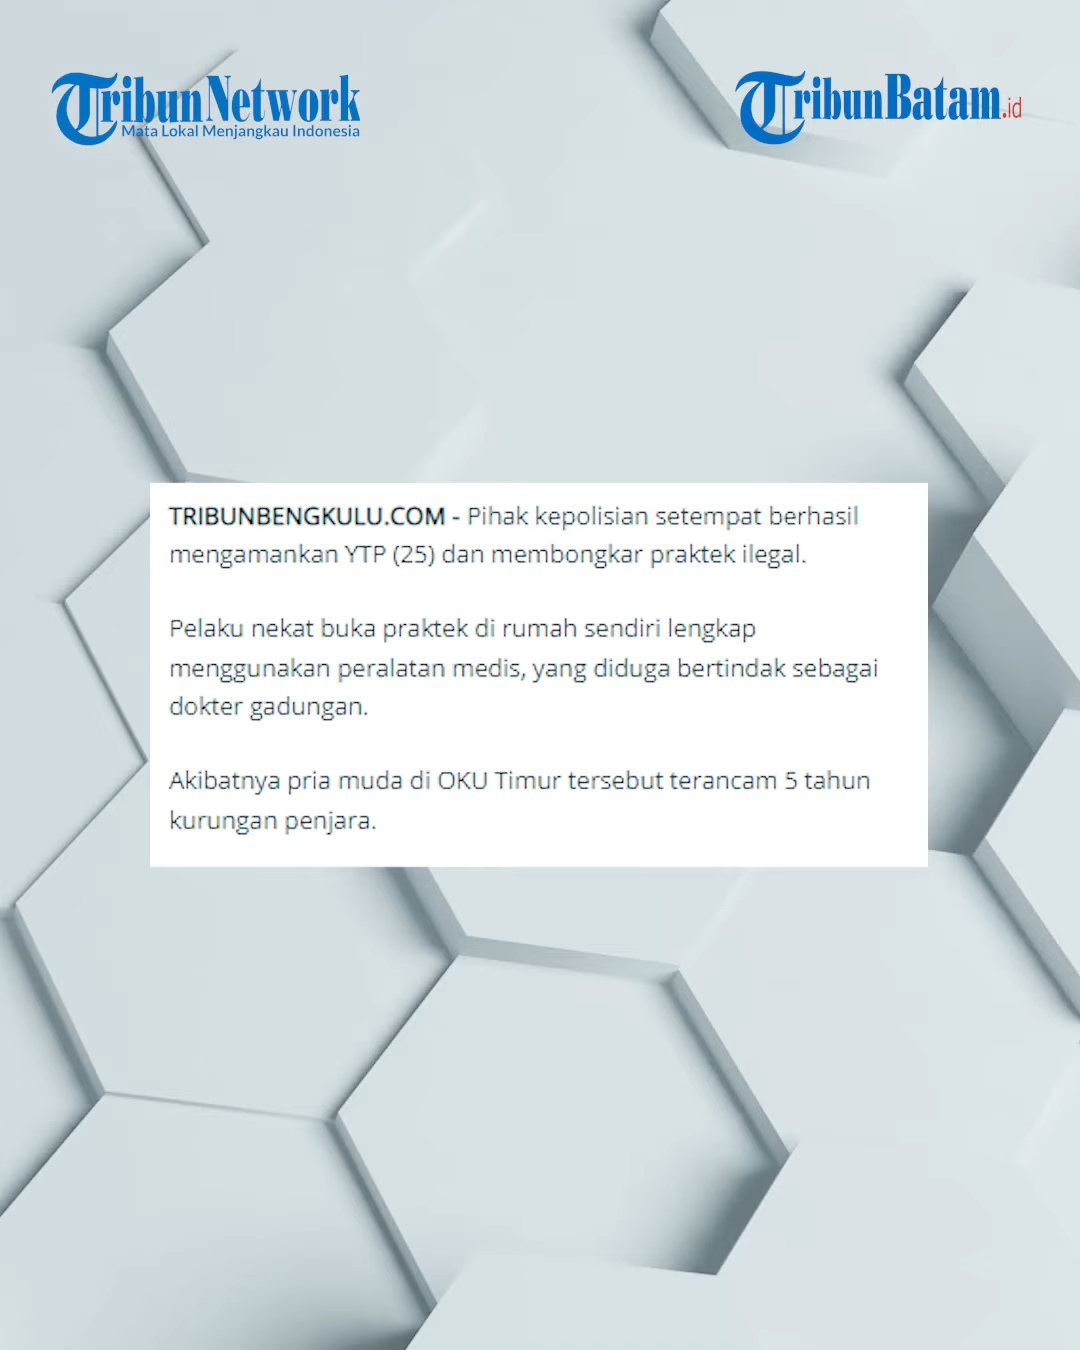 Tribun Network
Mata Lokal Menjangkau Indonesia
TribunBatam.id
TRIBUNBENGKULU.COM - Pihak kepolisian setempat berhasil
mengamankan YTP (25) dan membongkar praktek ilegal.
Pelaku nekat buka praktek di rumah sendiri lengkap
menggunakan peralatan medis, yang diduga bertindak sebagai
dokter gadungan.
Akibatnya pria muda di OKU Timur tersebut terancam 5 tahun
kurungan penjara.